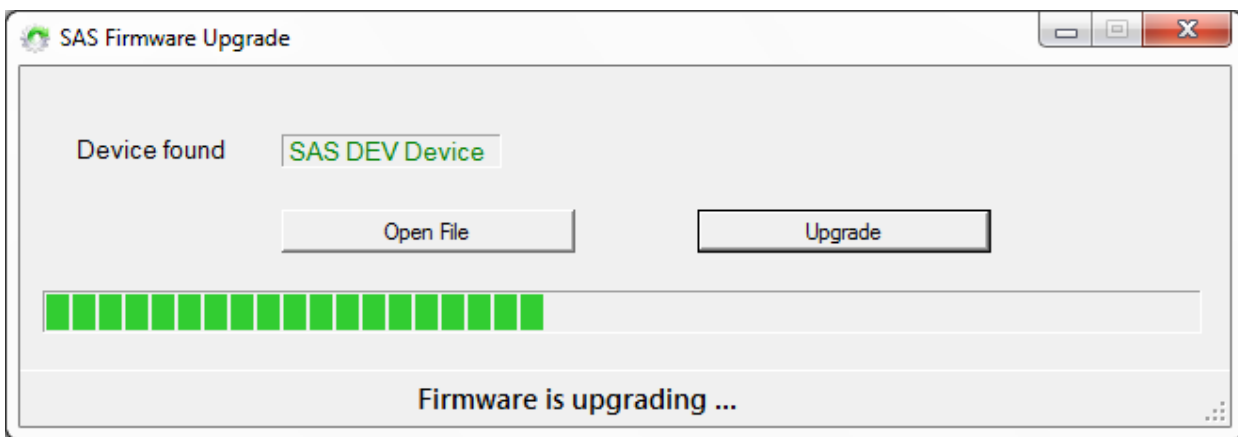 SAS Firmware Upgrade
Device found SAS DEV Device
Open File Upgrade
Firmware is upgrading ...